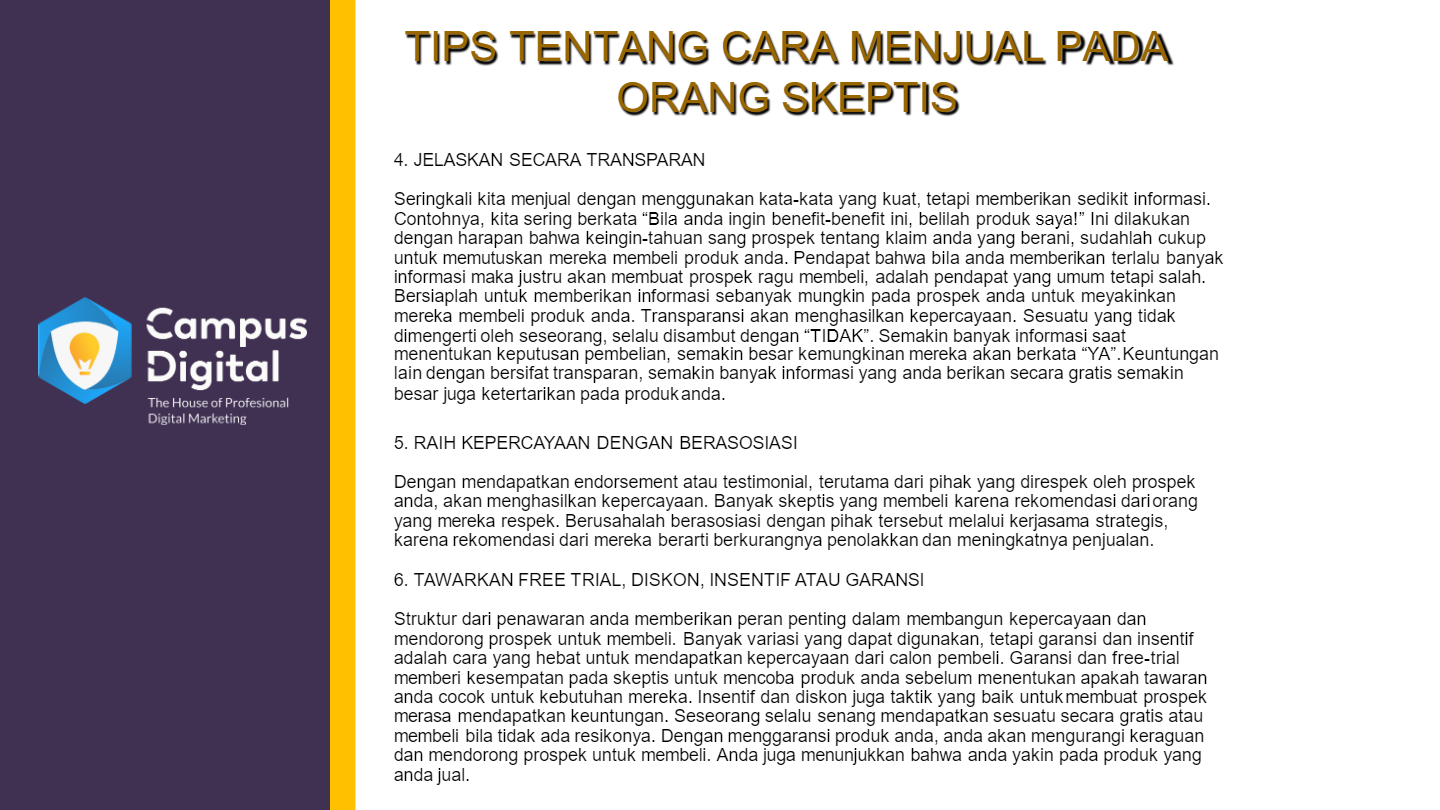 TIPS TENTANG CARA MENJUAL PADA
ORANG SKEPTIS
Campus
Digital
The House of Profesional
Digital Marketing
4. JELASKAN SECARA TRANSPARAN
Seringkali kita menjual dengan menggunakan kata-kata yang kuat, tetapi memberikan sedikit informasi.
Contohnya, kita sering berkata “Bila anda ingin benefit-benefit ini, belilah produk saya!” Ini dilakukan
dengan harapan bahwa keingin-tahuan sang prospek tentang klaim anda yang berani, sudahlah cukup
untuk memutuskan mereka membeli produk anda. Pendapat bahwa bila anda memberikan terlalu banyak
informasi maka justru akan membuat prospek ragu membeli, adalah pendapat yang umum tetapi salah.
Bersiaplah untuk memberikan informasi sebanyak mungkin pada prospek anda untuk meyakinkan
mereka membeli produk anda. Transparansi akan menghasilkan kepercayaan. Sesuatu yang tidak
dimengerti oleh seseorang, selalu disambut dengan “TIDAK”. Semakin banyak informasi saat
menentukan keputusan pembelian, semakin besar kemungkinan mereka akan berkata “YA”. Keuntungan
lain dengan bersifat transparan, semakin banyak informasi yang anda berikan secara gratis semakin
besar juga ketertarikan pada produk anda.
5. RAIH KEPERCAYAAN DENGAN BERASOSIASI
Dengan mendapatkan endorsement atau testimonial, terutama dari pihak yang direspek oleh prospek
anda, akan menghasilkan kepercayaan. Banyak skeptis yang membeli karena rekomendasi dari orang
yang mereka respek. Berusahalah berasosiasi dengan pihak tersebut melalui kerjasama strategis,
karena rekomendasi dari mereka berarti berkurangnya penolakkan dan meningkatnya penjualan.
6. TAWARKAN FREE TRIAL, DISKON, INSENTIF ATAU GARANSI
Struktur dari penawaran anda memberikan peran penting dalam membangun kepercayaan dan
mendorong prospek untuk membeli. Banyak variasi yang dapat digunakan, tetapi garansi dan insentif
adalah cara yang hebat untuk mendapatkan kepercayaan dari calon pembeli. Garansi dan free-trial
memberi kesempatan pada skeptis untuk mencoba produk anda sebelum menentukan apakah tawaran
anda cocok untuk kebutuhan mereka. Insentif dan diskon juga taktik yang baik untuk membuat prospek
merasa mendapatkan keuntungan. Seseorang selalu senang mendapatkan sesuatu secara gratis atau
membeli bila tidak ada resikonya. Dengan menggaransi produk anda, anda akan mengurangi keraguan
dan mendorong prospek untuk membeli. Anda juga menunjukkan bahwa anda yakin pada produk yang
anda jual.